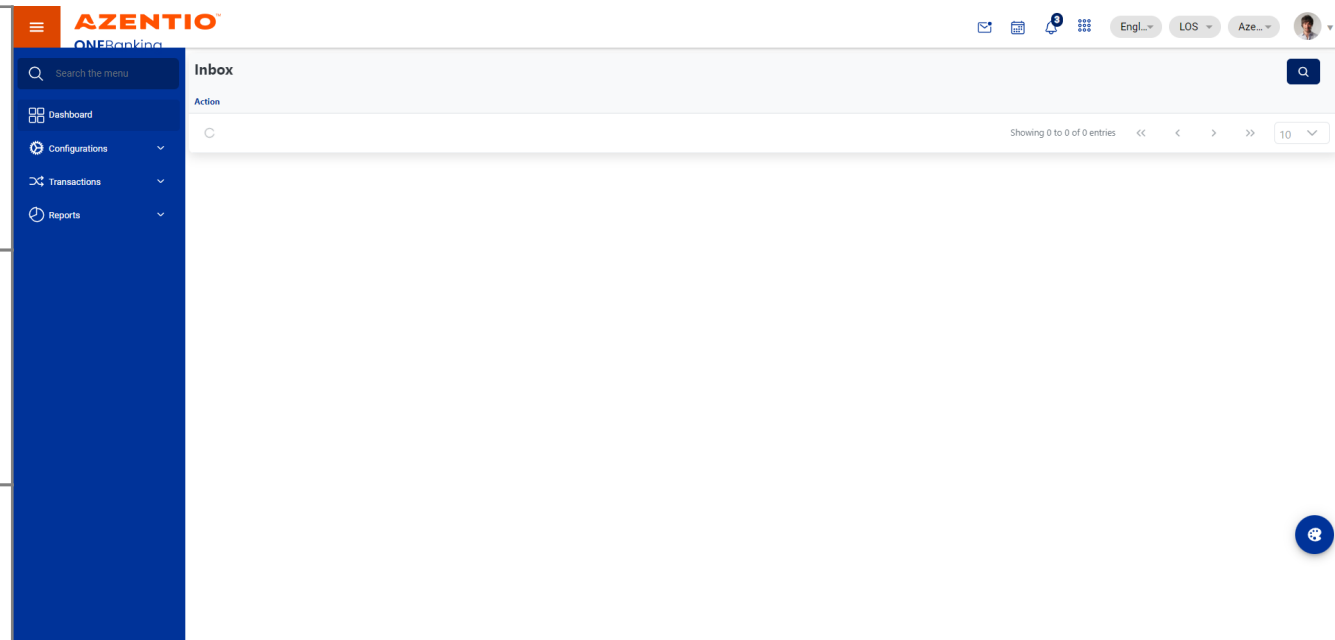 AZENTIO™
ONEBanking
3
Engl...
LOS
Aze...
Search the menu
Inbox
Dashboard
Action
Configurations
Showing 0 to 0 of 0 entries
10
Transactions
Reports